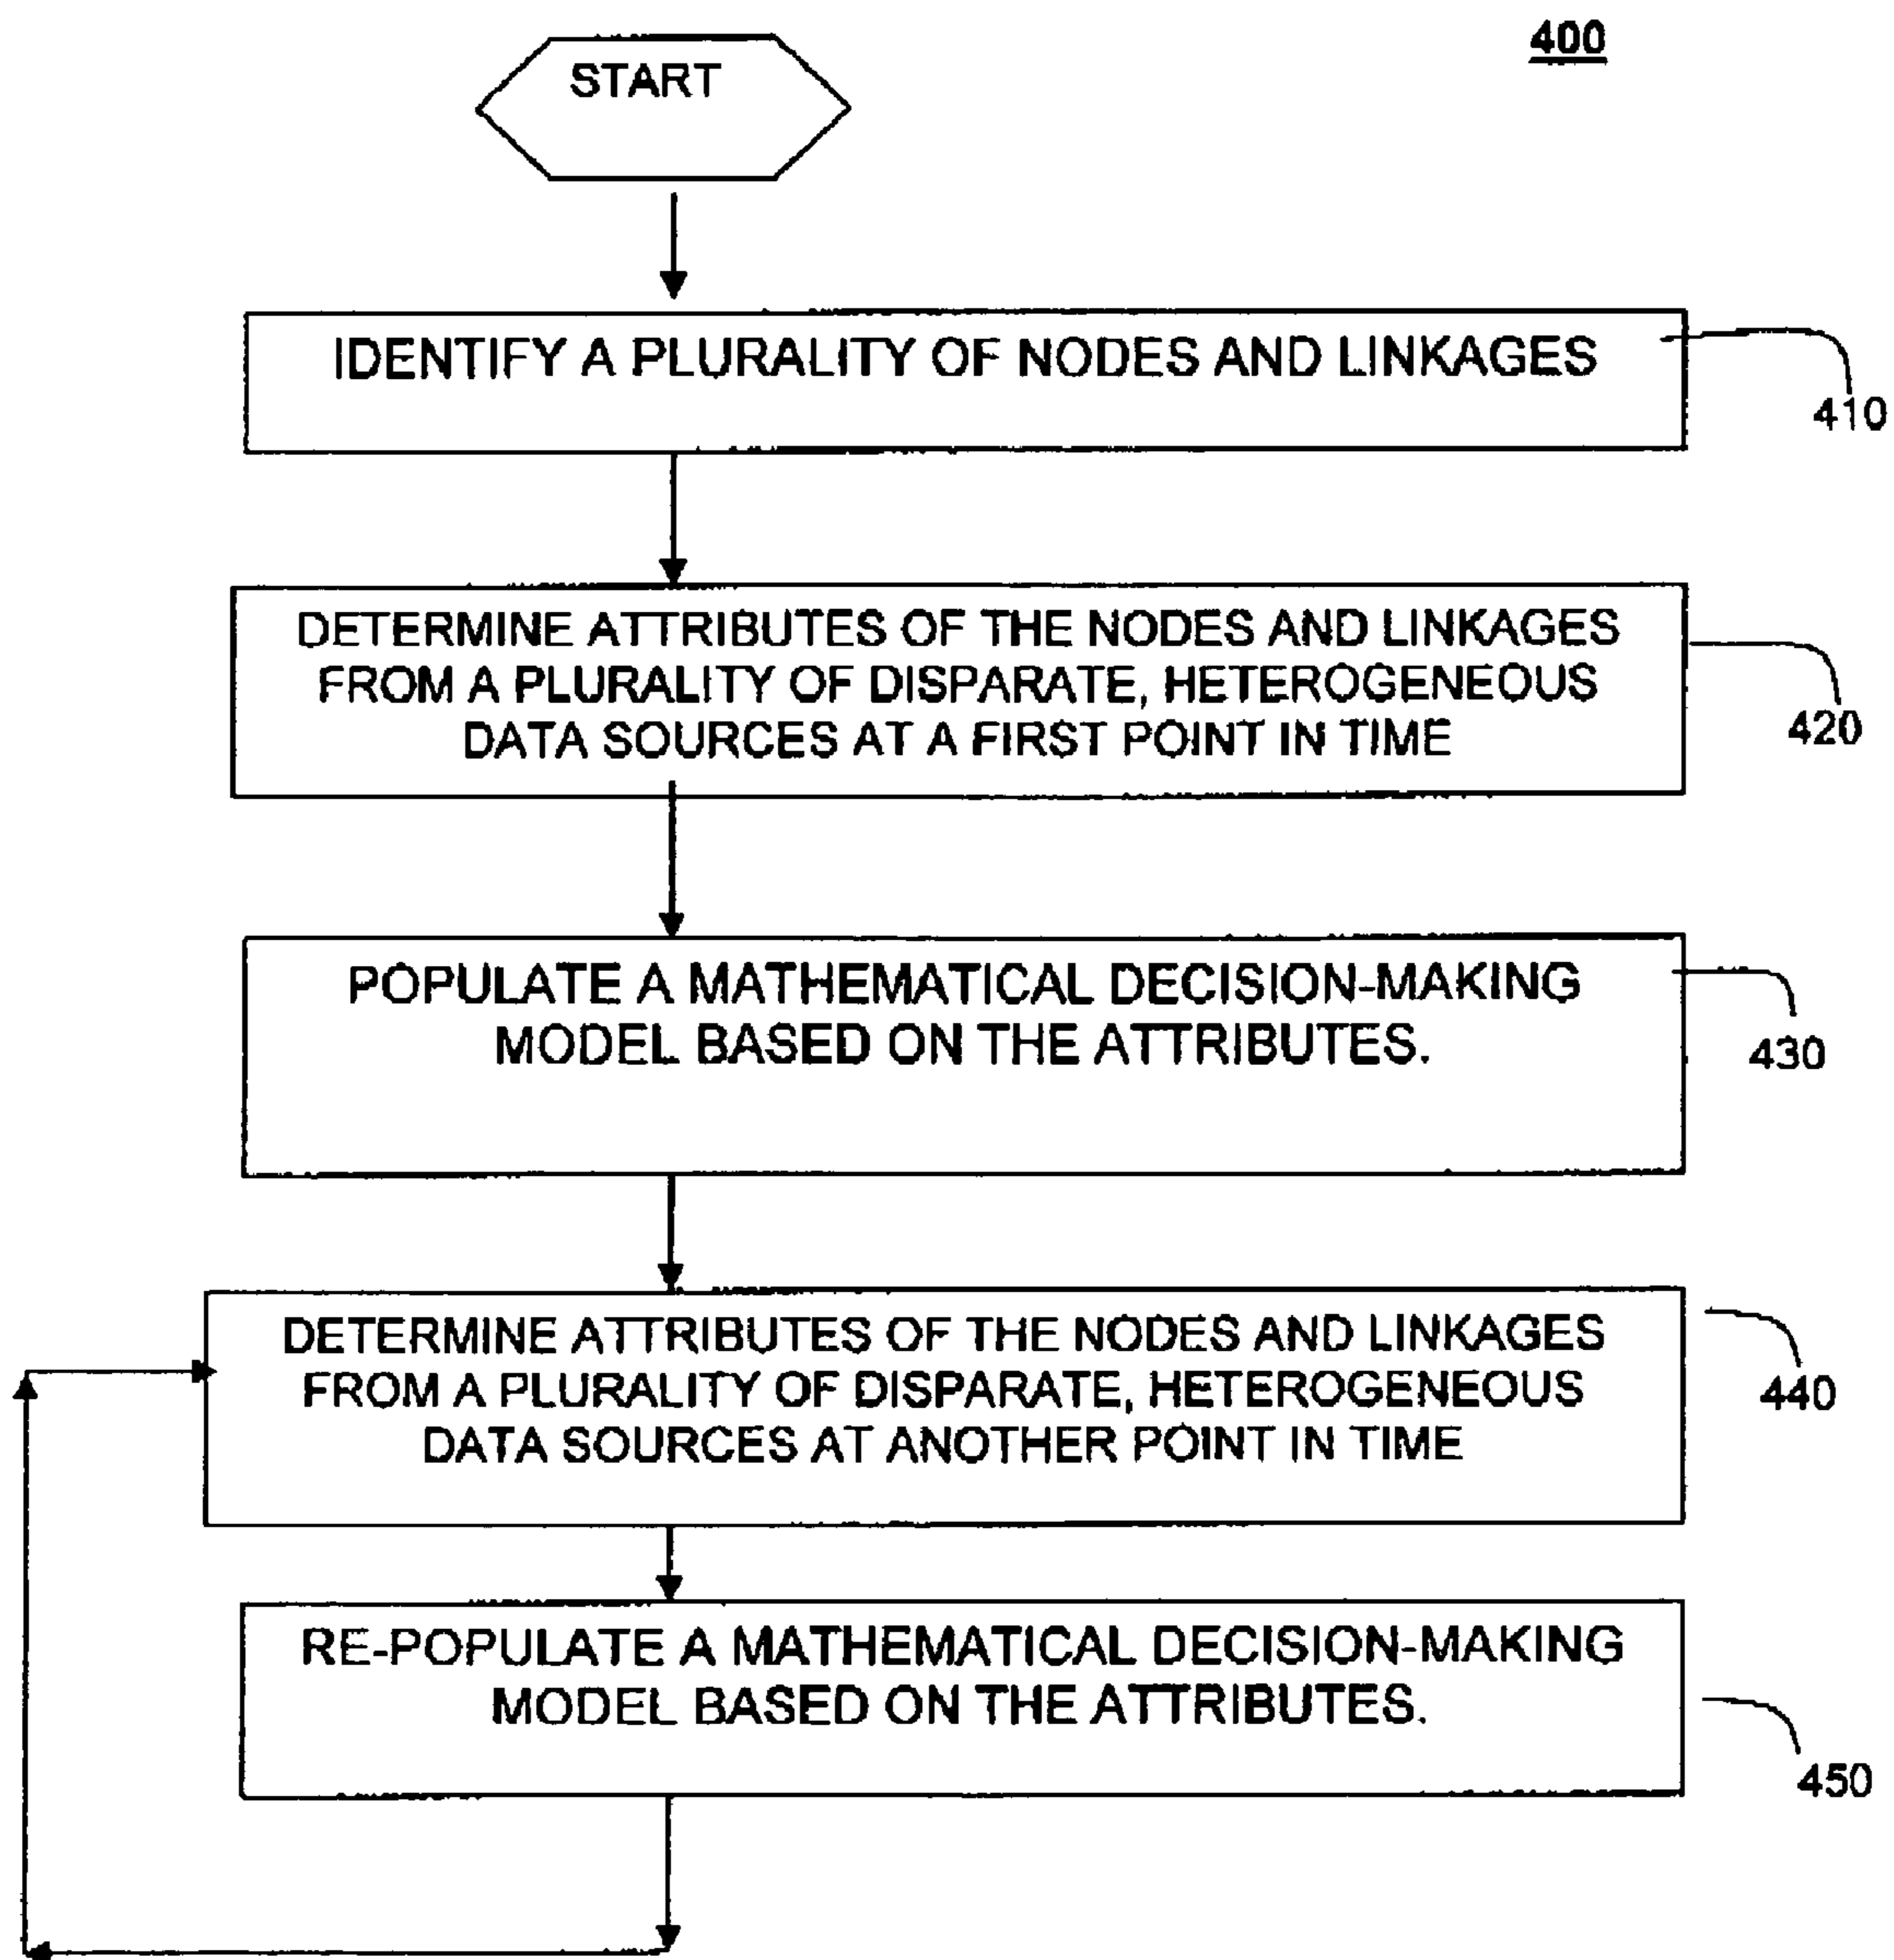 400
START
IDENTIFY A PLURALITY OF NODES AND LINKAGES
410
DETERMINE ATTRIBUTES OF THE NODES AND LINKAGES
FROM A PLURALITY OF DISPARATE, HETEROGENEOUS
DATA SOURCES AT A FIRST POINT IN TIME
420
POPULATE A MATHEMATICAL DECISION-MAKING
MODEL BASED ON THE ATTRIBUTES.
430
DETERMINE ATTRIBUTES OF THE NODES AND LINKAGES
FROM A PLURALITY OF DISPARATE, HETEROGENEOUS
DATA SOURCES AT ANOTHER POINT IN TIME
440
RE-POPULATE A MATHEMATICAL DECISION-MAKING
MODEL BASED ON THE ATTRIBUTES.
450